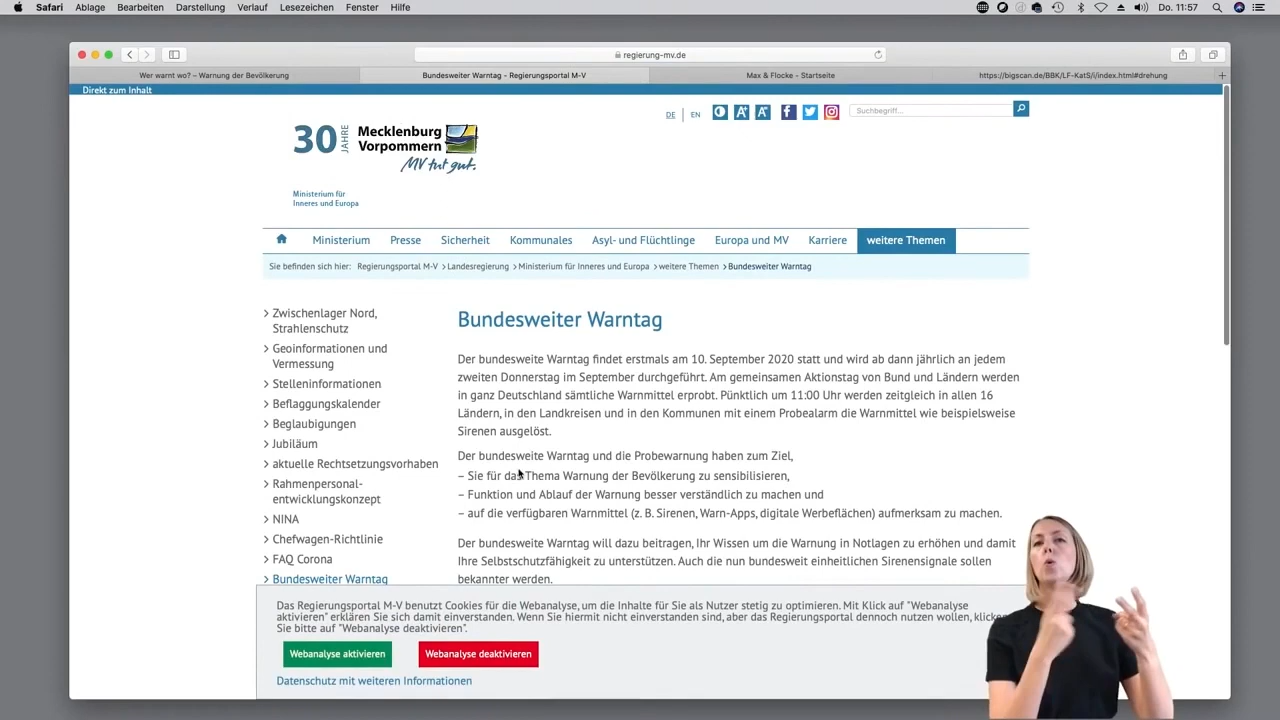 Safari Ablage Bearbeiten Darstellung Verlauf Lesezeichen Fenster Hilfe Do. 11:57
regierung-mv.de
Wer warnt wo? – Warnung der Bevölkerung Bundesweiter Warntag - Regierungsportal M-V Max & Flocke - Startseite https://bigscan.de/BBK/LF-KatS/i/index.html#drehung
Direkt zum Inhalt
DE EN Suchbegriff...
30 JAHRE Mecklenburg
Vorpommern
MV tut gut.
Ministerium für
Inneres und Europa
Ministerium Presse Sicherheit Kommunales Asyl- und Flüchtlinge Europa und MV Karriere weitere Themen
Sie befinden sich hier: Regierungsportal M-V > Landesregierung > Ministerium für Inneres und Europa > weitere Themen > Bundesweiter Warntag
> Zwischenlager Nord,
Strahlenschutz
> Geoinformationen und
Vermessung
> Stelleninformationen
> Beflaggungskalender
> Beglaubigungen
> Jubiläum
> aktuelle Rechtsetzungsvorhaben
> Rahmenpersonal-
entwicklungskonzept
> NINA
> Chefwagen-Richtlinie
> FAQ Corona
> Bundesweiter Warntag
Bundesweiter Warntag
Der bundesweite Warntag findet erstmals am 10. September 2020 statt und wird ab dann jährlich an jedem
zweiten Donnerstag im September durchgeführt. Am gemeinsamen Aktionstag von Bund und Ländern werden
in ganz Deutschland sämtliche Warnmittel erprobt. Pünktlich um 11:00 Uhr werden zeitgleich in allen 16
Ländern, in den Landkreisen und in den Kommunen mit einem Probealarm die Warnmittel wie beispielsweise
Sirenen ausgelöst.
Der bundesweite Warntag und die Probewarnung haben zum Ziel,
– Sie für das Thema Warnung der Bevölkerung zu sensibilisieren,
– Funktion und Ablauf der Warnung besser verständlich zu machen und
– auf die verfügbaren Warnmittel (z. B. Sirenen, Warn-Apps, digitale Werbeflächen) aufmerksam zu machen.
Der bundesweite Warntag will dazu beitragen, Ihr Wissen um die Warnung in Notlagen zu erhöhen und damit
Ihre Selbstschutzfähigkeit zu unterstützen. Auch die nun bundesweit einheitlichen Sirenensignale sollen
bekannter werden.
Das Regierungsportal M-V benutzt Cookies für die Webanalyse, um die Inhalte für Sie als Nutzer stetig zu optimieren. Mit Klick auf "Webanalyse
aktivieren" erklären Sie sich damit einverstanden. Wenn Sie hiermit nicht einverstanden sind, aber das Regierungsportal dennoch nutzen wollen,
Sie bitte auf "Webanalyse deaktivieren".
Webanalyse aktivieren Webanalyse deaktivieren
Datenschutz mit weiteren Informationen